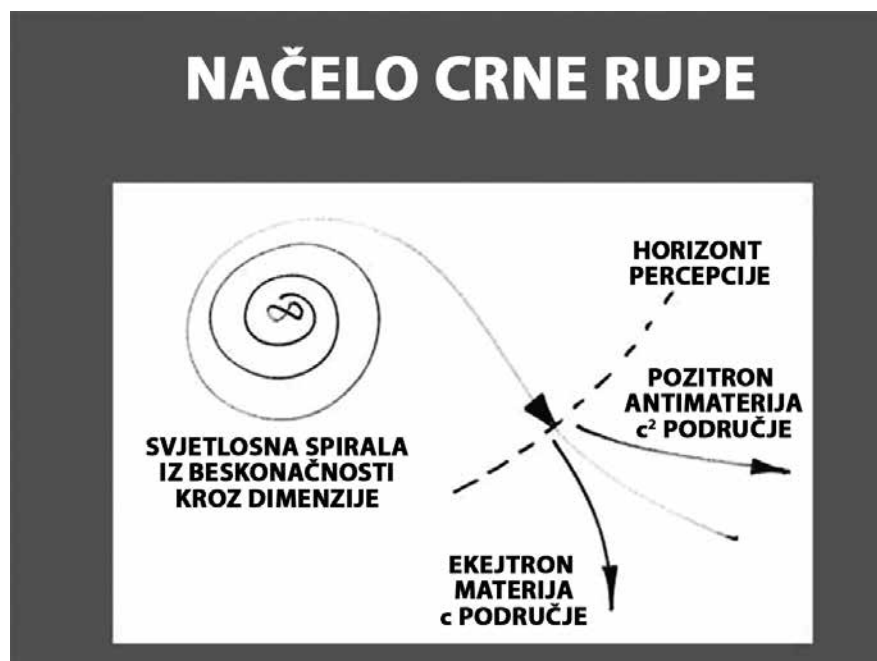 NAČELO CRNE RUPE
HORIZONT
PERCEPCIJE
POZITRON
ANTIMATERIJA
c² PODRUČJE
SVJETLOSNA SPIRALA
IZ BESKONAČNOSTI
KROZ DIMENZIJE
EKEJTRON
MATERIJA
c PODRUČJE